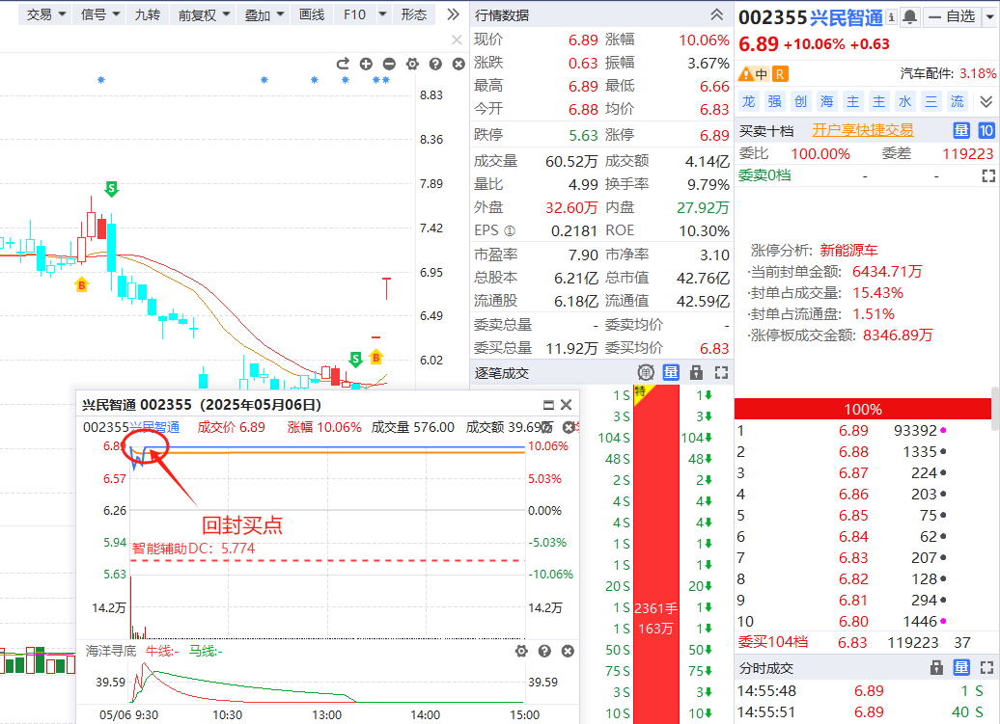 交易 信号 九转 前复权 叠加 画线 F10 形态
8.83
8.36
7.89
7.42
6.95
6.49
6.02
S
B
S
B
兴民智通 002355（2025年05月06日）
002355兴民智通 成交价 6.89 涨幅 10.06% 成交量 576.00 成交额 39.69万
6.89 10.06%
6.57 5.03%
6.26 0.00%
5.94 -5.03%
5.63 -10.06%
回封买点
智能辅助DC：5.774
14.2万 14.2万
海洋寻底 牛线:- 马线:-
39.59 39.59
05/06 9:30 10:30 13:00 14:00 15:00
行情数据
现价 6.89 涨幅 10.06%
涨跌 0.63 振幅 3.67%
最高 6.89 最低 6.66
今开 6.88 均价 6.83
跌停 5.63 涨停 6.89
成交量 60.52万 成交额 4.14亿
量比 4.99 换手率 9.79%
外盘 32.60万 内盘 27.92万
EPS ① 0.2181 ROE 10.30%
市盈率 7.90 市净率 3.10
总股本 6.21亿 总市值 42.76亿
流通股 6.18亿 流通值 42.59亿
委卖总量 - 委卖均价 -
委买总量 11.92万 委买均价 6.83
逐笔成交 单 量
特
1 S 1
3 S 3
104 S 104
48 S 48
2 S 2
4 S 4
4 S 4
1 S 1
1 S 1
20 S 20
1 S 2361手 1
1 S 163万 1
50 S 50
75 S 75
3 S 3
10 S 10
002355 兴民智通 自选
6.89 +10.06% +0.63
中 R 汽车配件: 3.18%
龙 强 创 海 主 主 水 三 流
买卖十档 开户享快捷交易 量 10
委比 100.00% 委差 119223
委卖0档 - -
涨停分析: 新能源车
·当前封单金额: 6434.71万
·封单占成交量: 15.43%
·封单占流通盘: 1.51%
·涨停板成交金额: 8346.89万
100%
1 6.89 93392
2 6.88 1335
3 6.87 224
4 6.86 203
5 6.85 75
6 6.84 62
7 6.83 207
8 6.82 128
9 6.81 294
10 6.80 1446
委买104档 6.83 119223 37
分时成交 量
14:55:48 6.89 1 S
14:55:51 6.89 40 S